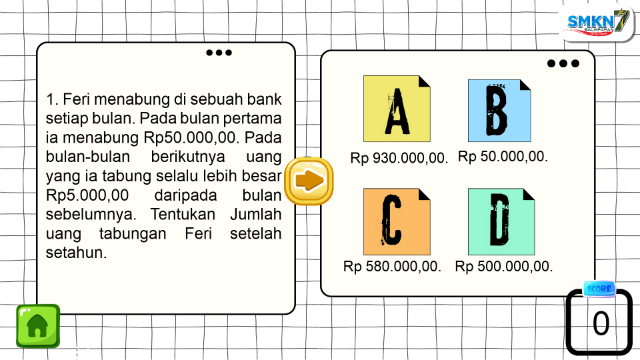 SMKN 7
1. Feri menabung di sebuah bank
setiap bulan. Pada bulan pertama
ia menabung Rp50.000,00. Pada
bulan-bulan berikutnya uang
yang ia tabung selalu lebih besar
Rp5.000,00 daripada bulan
sebelumnya. Tentukan Jumlah
uang tabungan Feri setelah
setahun.
A
B
Rp 930.000,00.
Rp 50.000,00.
C
D
Rp 580.000,00.
Rp 500.000,00.
SCORE
0